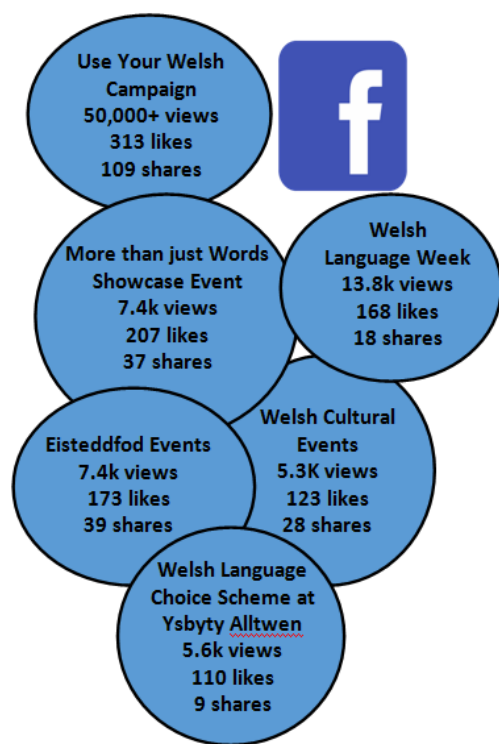 Use Your Welsh
Campaign
50,000+ views
313 likes
109 shares
f
More than just Words
Showcase Event
7.4k views
207 likes
37 shares
Welsh
Language Week
13.8k views
168 likes
18 shares
Eisteddfod Events
7.4k views
173 likes
39 shares
Welsh Cultural
Events
5.3K views
123 likes
28 shares
Welsh Language
Choice Scheme at
Ysbyty Alltwen
5.6k views
110 likes
9 shares